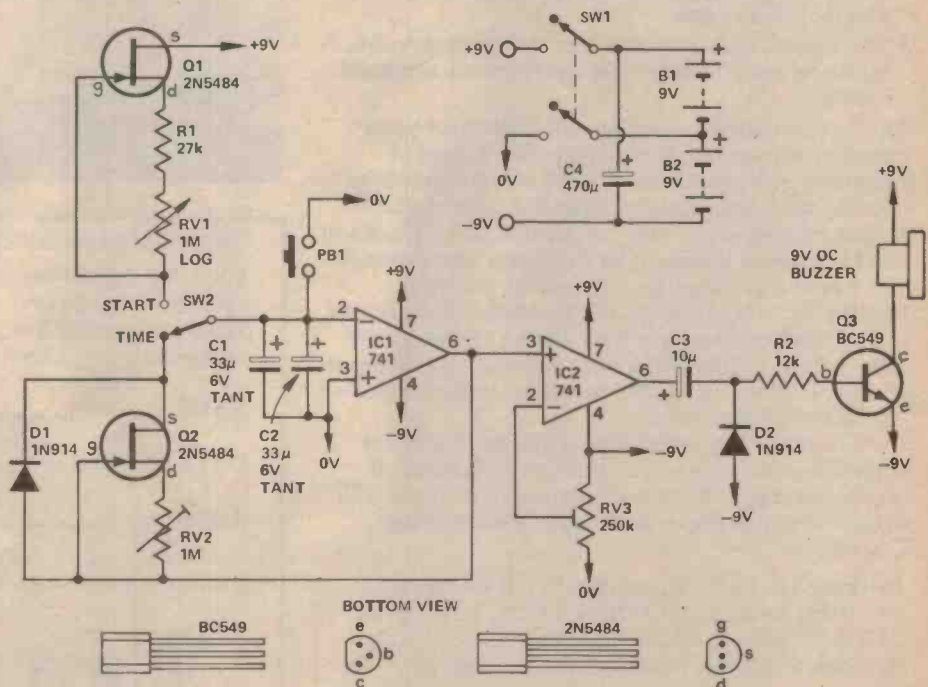 s
+9V
Q1
2N5484
g
d
R1
27k
RV1
1M
LOG
START
SW2
TIME
SW1
+9V
+
B1
9V
+
0V
+
C4
470μ
B2
9V
-9V
0V
PB1
+9V
C1
33μ
6V
TANT
+
+
C2
33μ
6V
TANT
0V
2
−
3
+
7
IC1
741
4
6
-9V
+9V
3
+
2
−
7
IC2
741
4
6
-9V
C3
10μ
+
R2
12k
D2
1N914
-9V
+9V
9V OC
BUZZER
Q3
BC549
b
c
e
-9V
RV3
250k
0V
D1
1N914
s
g
Q2
2N5484
d
RV2
1M
BOTTOM VIEW
BC549
e
b
c
2N5484
g
s
d